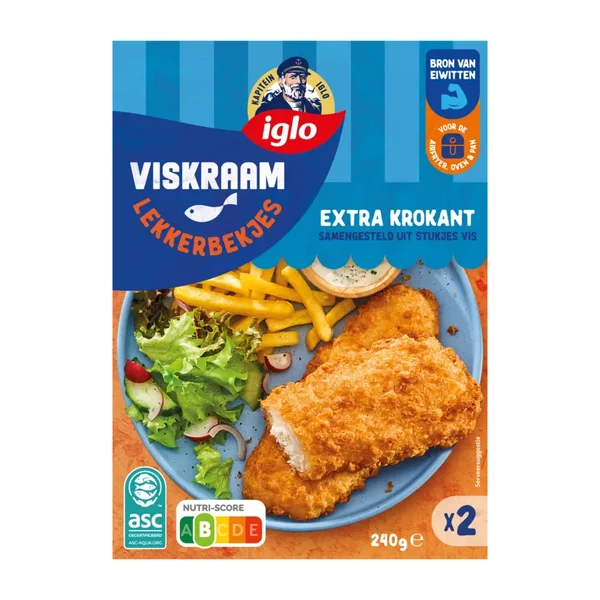 KAPITEIN IGLO
iglo
BRON VAN
EIWITTEN
VOOR DE
AIRFRYER, OVEN & PAN
VISKRAAM
LEKKERBEKJES
EXTRA KROKANT
SAMENGESTELD UIT STUKJES VIS
Serveersuggestie
asc
GECERTIFICEERD
ASC-AQUA.ORG
NUTRI-SCORE
A B C D E
240g e
x2